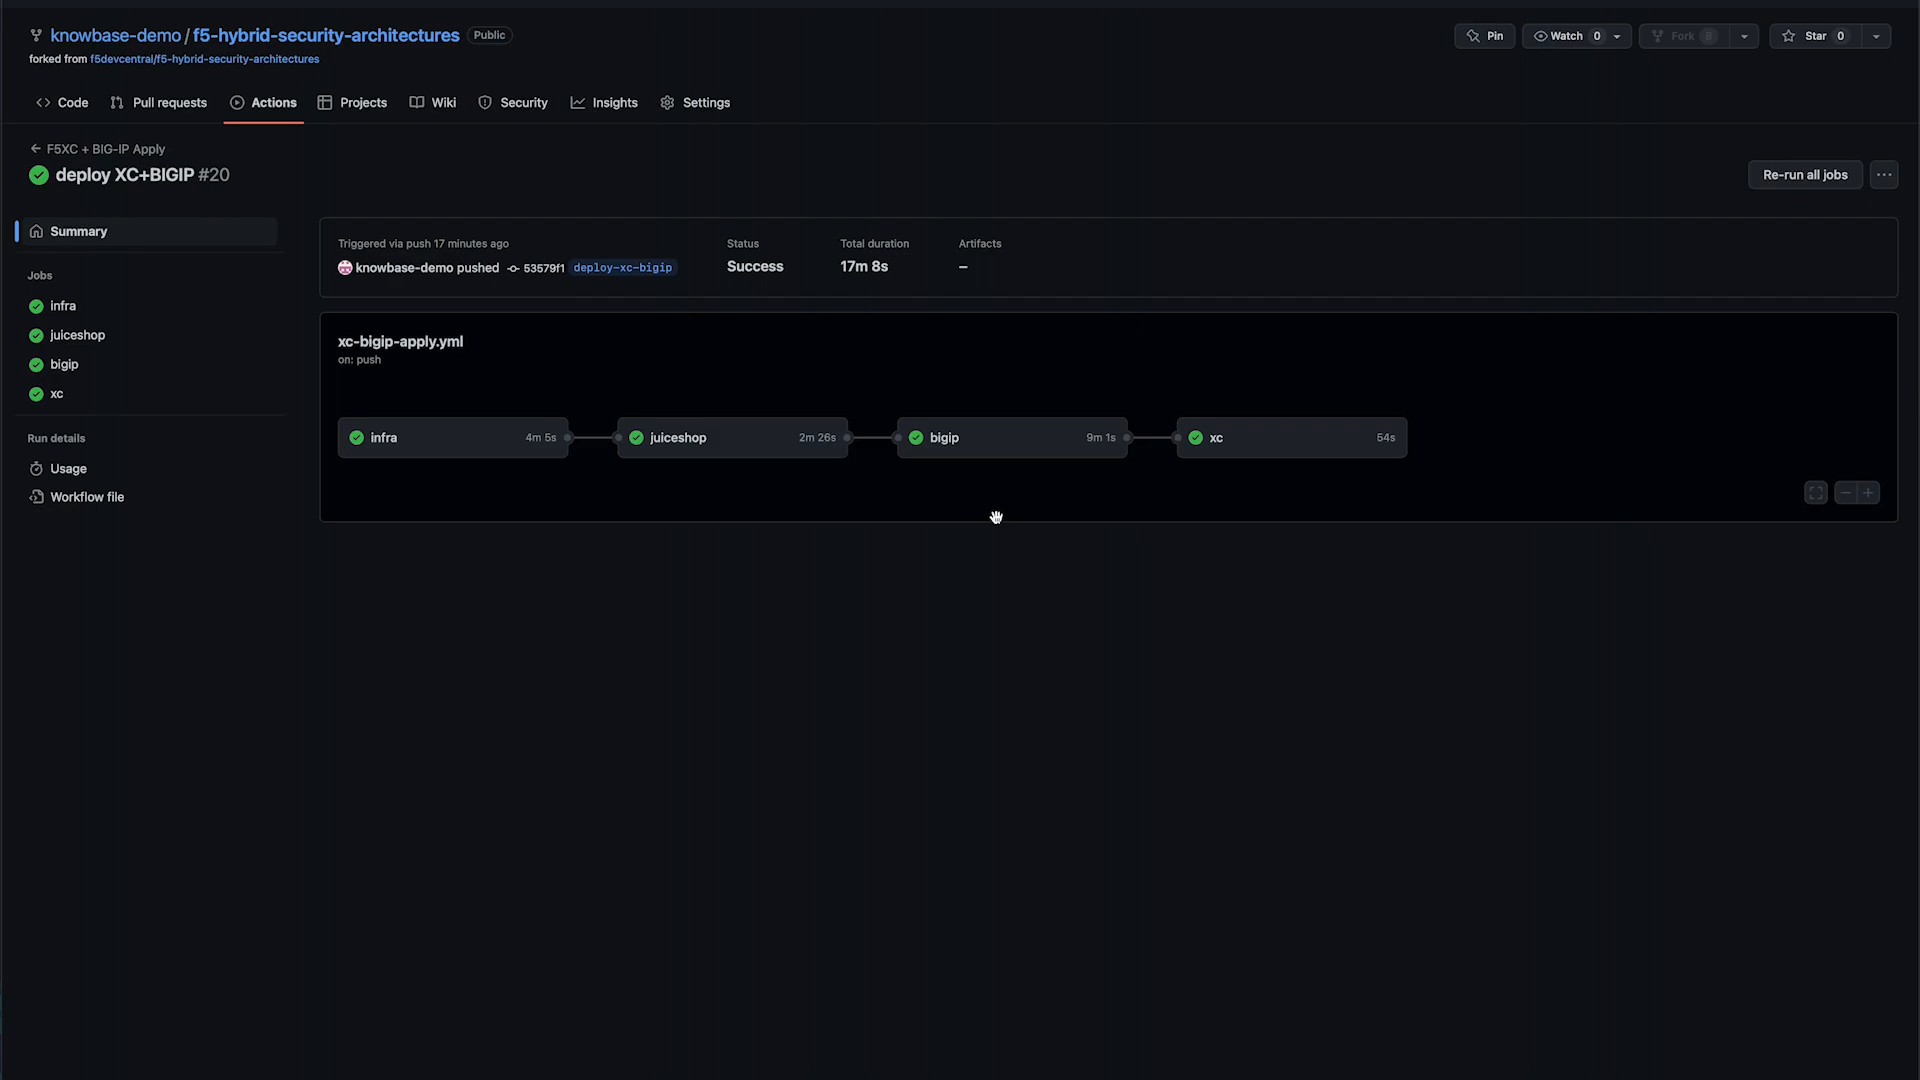 knowbase-demo / f5-hybrid-security-architectures Public
Pin Watch 0 Fork 8 Star 0
forked from f5devcentral/f5-hybrid-security-architectures
Code Pull requests Actions Projects Wiki Security Insights Settings
F5XC + BIG-IP Apply
deploy XC+BIGIP #20
Re-run all jobs
Summary
Jobs
infra
juiceshop
bigip
xc
Run details
Usage
Workflow file
Triggered via push 17 minutes ago
knowbase-demo pushed 53579f1 deploy-xc-bigip
Status
Success
Total duration
17m 8s
Artifacts
–
xc-bigip-apply.yml
on: push
infra 4m 5s
juiceshop 2m 26s
bigip 9m 1s
xc 54s